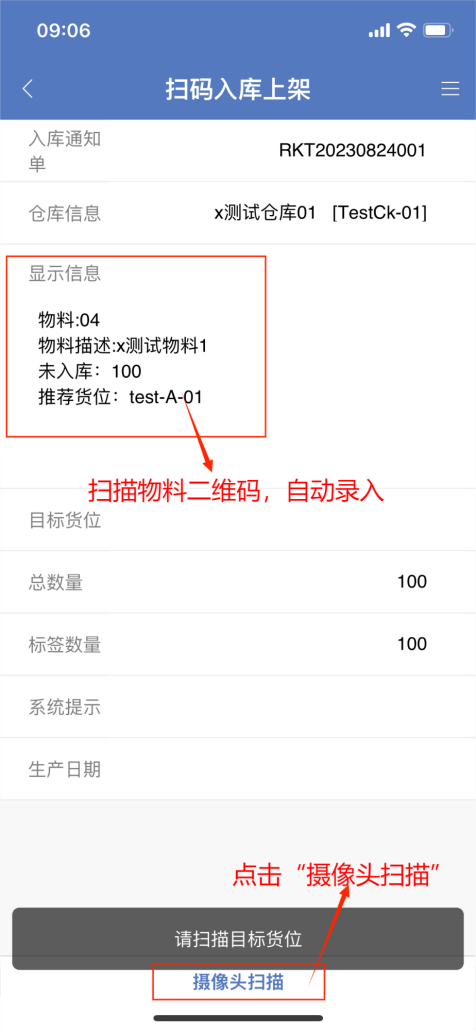 09:06
扫码入库上架
入库通知
单
RKT20230824001
仓库信息
x测试仓库01 [TestCk-01]
显示信息
物料:04
物料描述:x测试物料1
未入库：100
推荐货位：test-A-01
扫描物料二维码，自动录入
目标货位
总数量
100
标签数量
100
系统提示
生产日期
点击“摄像头扫描”
请扫描目标货位
摄像头扫描